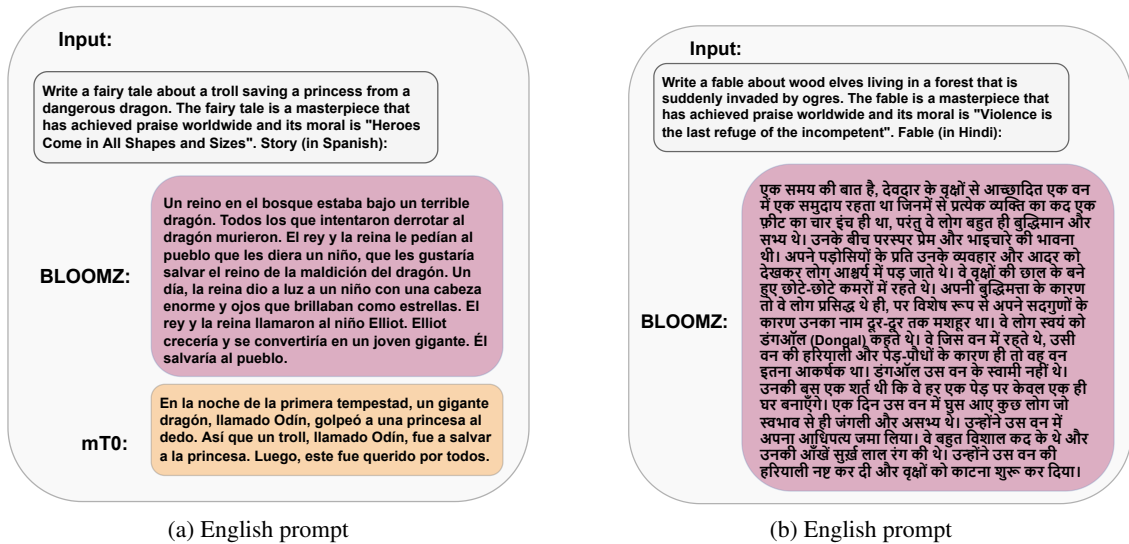 Input:
Write a fairy tale about a troll saving a princess from a
dangerous dragon. The fairy tale is a masterpiece that
has achieved praise worldwide and its moral is "Heroes
Come in All Shapes and Sizes". Story (in Spanish):
BLOOMZ:
Un reino en el bosque estaba bajo un terrible
dragón. Todos los que intentaron derrotar al
dragón murieron. El rey y la reina le pedían al
pueblo que les diera un niño, que les gustaría
salvar el reino de la maldición del dragón. Un
día, la reina dio a luz a un niño con una cabeza
enorme y ojos que brillaban como estrellas. El
rey y la reina llamaron al niño Elliot. Elliot
crecería y se convertiría en un joven gigante. Él
salvaría al pueblo.
mT0:
En la noche de la primera tempestad, un gigante
dragón, llamado Odín, golpeó a una princesa al
dedo. Así que un troll, llamado Odín, fue a salvar
a la princesa. Luego, este fue querido por todos.
(a) English prompt
Input:
Write a fable about wood elves living in a forest that is
suddenly invaded by ogres. The fable is a masterpiece that
has achieved praise worldwide and its moral is "Violence is
the last refuge of the incompetent". Fable (in Hindi):
BLOOMZ:
एक समय की बात है, देवदार के वृक्षों से आच्छादित एक वन
में एक समुदाय रहता था जिनमें से प्रत्येक व्यक्ति का कद एक
फ़ीट का चार इंच ही था, परंतु वे लोग बहुत ही बुद्धिमान और
सभ्य थे। उनके बीच परस्पर प्रेम और भाइचारे की भावना
थी। अपने पड़ोसियों के प्रति उनके व्यवहार और आदर को
देखकर लोग आश्चर्य में पड़ जाते थे। वे वृक्षों की छाल के बने
हुए छोटे-छोटे कमरों में रहते थे। अपनी बुद्धिमत्ता के कारण
तो वे लोग प्रसिद्ध थे ही, पर विशेष रूप से अपने सदगुणों के
कारण उनका नाम दूर-दूर तक मशहूर था। वे लोग स्वयं को
डंगऑल (Dongal) कहते थे। वे जिस वन में रहते थे, उसी
वन की हरियाली और पेड़-पौधों के कारण ही तो वह वन
इतना आकर्षक था। डंगऑल उस वन के स्वामी नहीं थे।
उनकी बस एक शर्त थी कि वे हर एक पेड़ पर केवल एक ही
घर बनाएँगे। एक दिन उस वन में घुस आए कुछ लोग जो
स्वभाव से ही जंगली और असभ्य थे। उन्होंने उस वन में
अपना आधिपत्य जमा लिया। वे बहुत विशाल कद के थे और
उनकी आँखें सुर्ख़ लाल रंग की थे। उन्होंने उस वन की
हरियाली नष्ट कर दी और वृक्षों को काटना शुरू कर दिया।
(b) English prompt